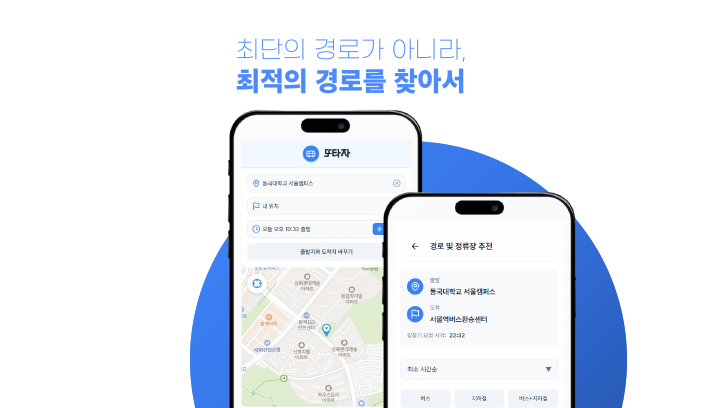 최단의 경로가 아니라,
최적의 경로를 찾아서
또타자
동국대학교 서울캠퍼스
내 위치
오늘 오후 10:32 출발
출발지와 도착지 바꾸기
경로 및 정류장 추천
출발
동국대학교 서울캠퍼스
도착
서울역버스환승센터
길찾기 요청 시각: 22:32
최소 시간순
버스
지하철
버스+지하철